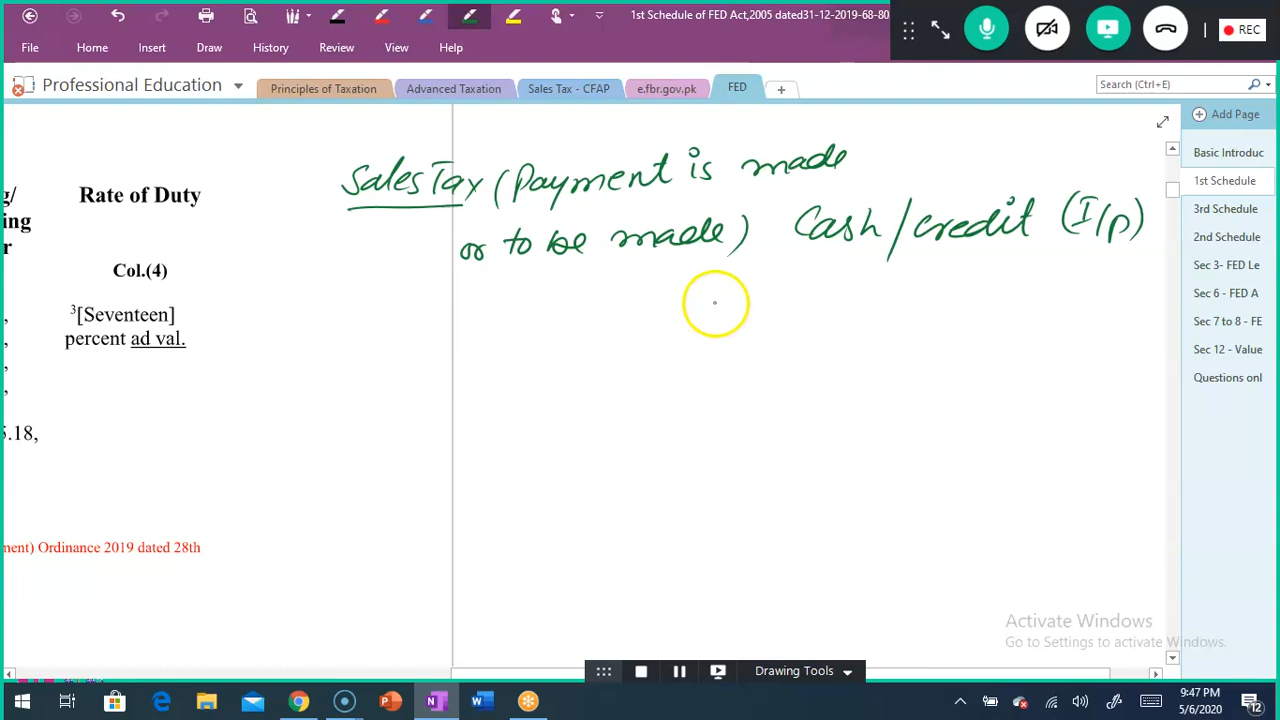 1st Schedule of FED Act,2005 dated31-12-2019-68-80
REC
File Home Insert Draw History Review View Help
Professional Education
Principles of Taxation
Advanced Taxation
Sales Tax - CFAP
e.fbr.gov.pk
FED
Search (Ctrl+E)
Add Page
Basic Introduc
1st Schedule
3rd Schedule
2nd Schedule
Sec 3- FED Le
Sec 6 - FED A
Sec 7 to 8 - FE
Sec 12 - Value
Questions onl
g/
ing
r
Rate of Duty
Col.(4)
3[Seventeen]
percent ad val.
5.18,
ment) Ordinance 2019 dated 28th
Sales Tax (Payment is made
or to be made) Cash/credit (I/p)
Activate Windows
Go to Settings to activate Windows.
Drawing Tools
9:47 PM
5/6/2020
12